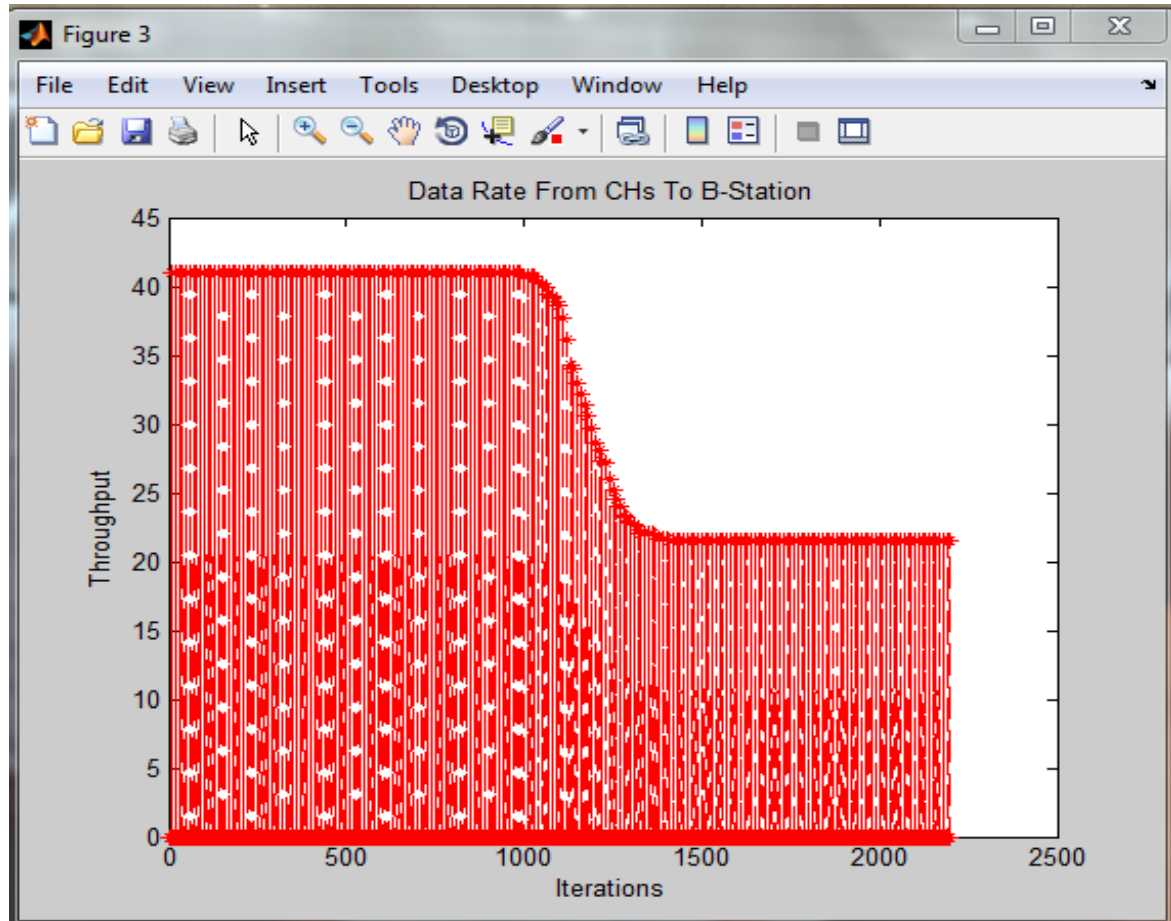 Figure 3
File Edit View Insert Tools Desktop Window Help
Data Rate From CHs To B-Station
45
40
35
30
25
20
15
10
5
0
Throughput
0 500 1000 1500 2000 2500
Iterations